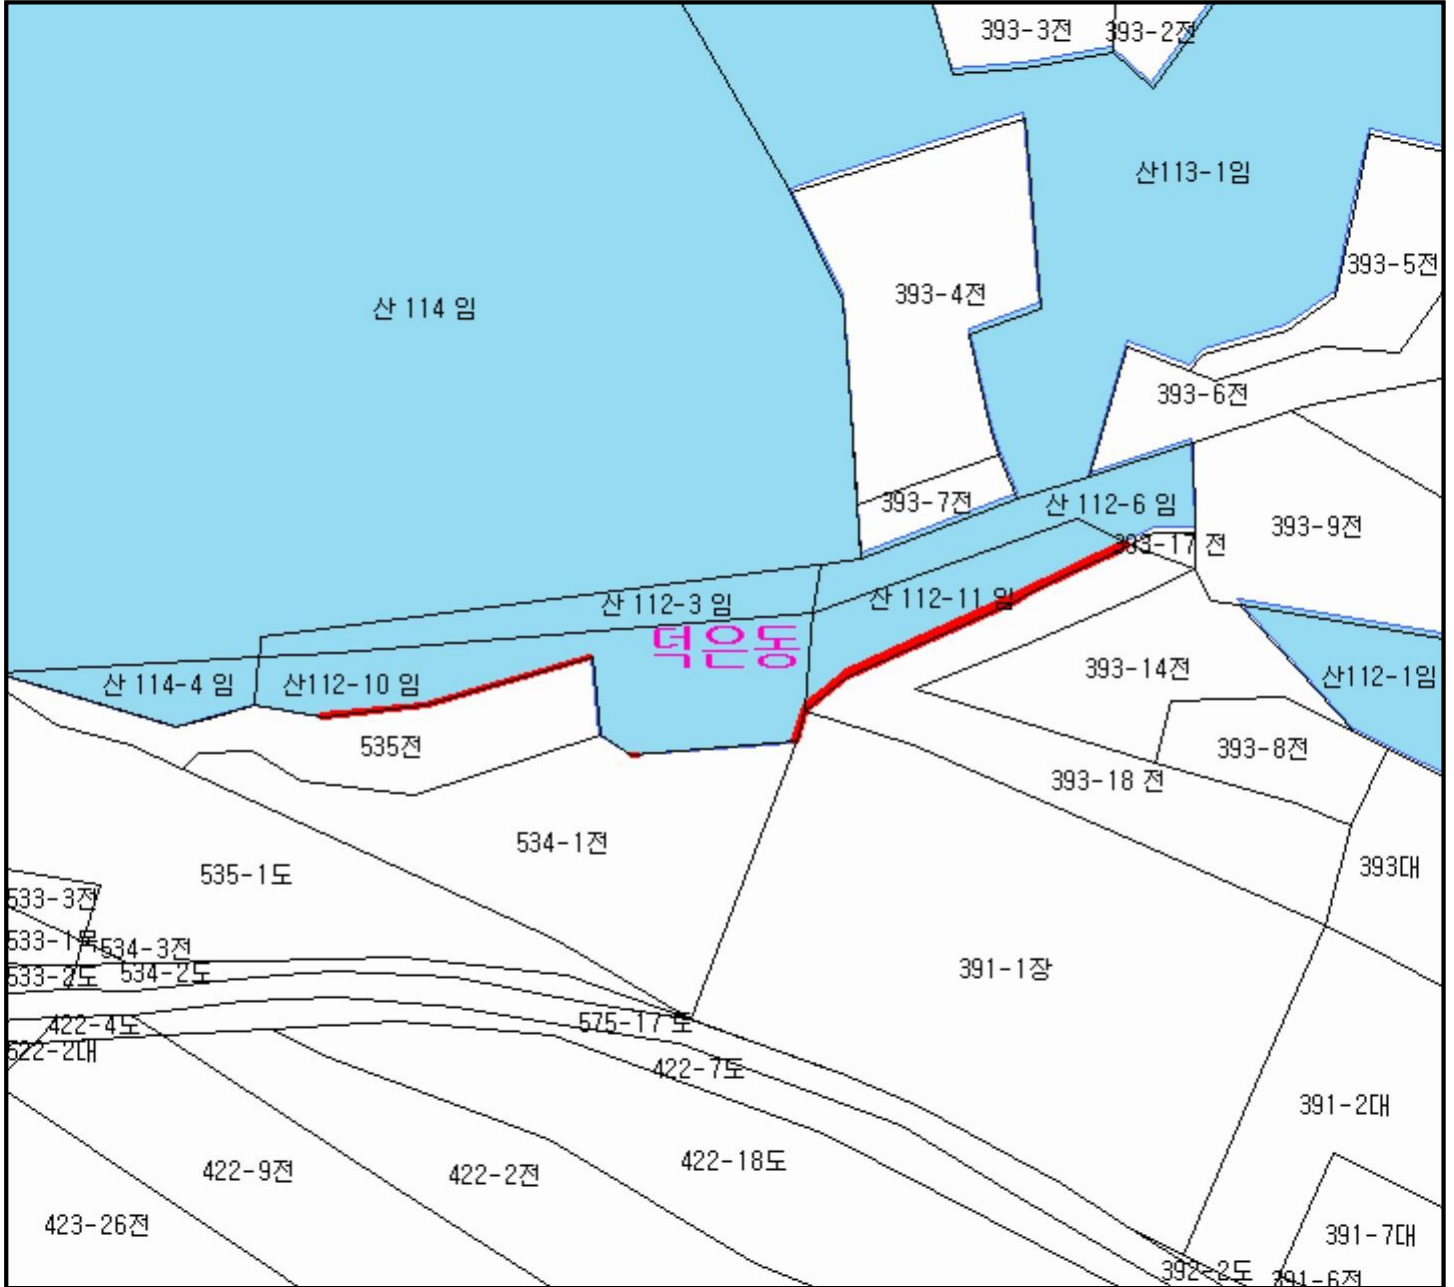 393-3전
393-2전
산113-1임
393-5전
393-4전
산 114 임
393-6전
393-7전
산 112-6 임
393-9전
393-17 전
산 112-11 임
산 112-3 임
덕은동
393-14전
산112-1임
산 114-4 임
산112-10 임
535전
393-8전
393-18 전
534-1전
393대
535-1도
533-3전
533-1목
534-3전
391-1장
533-2도
534-2도
422-4도
575-17 도
522-2대
422-7도
391-2대
422-18도
422-9전
422-2전
423-26전
391-7대
392-2도
391-6전